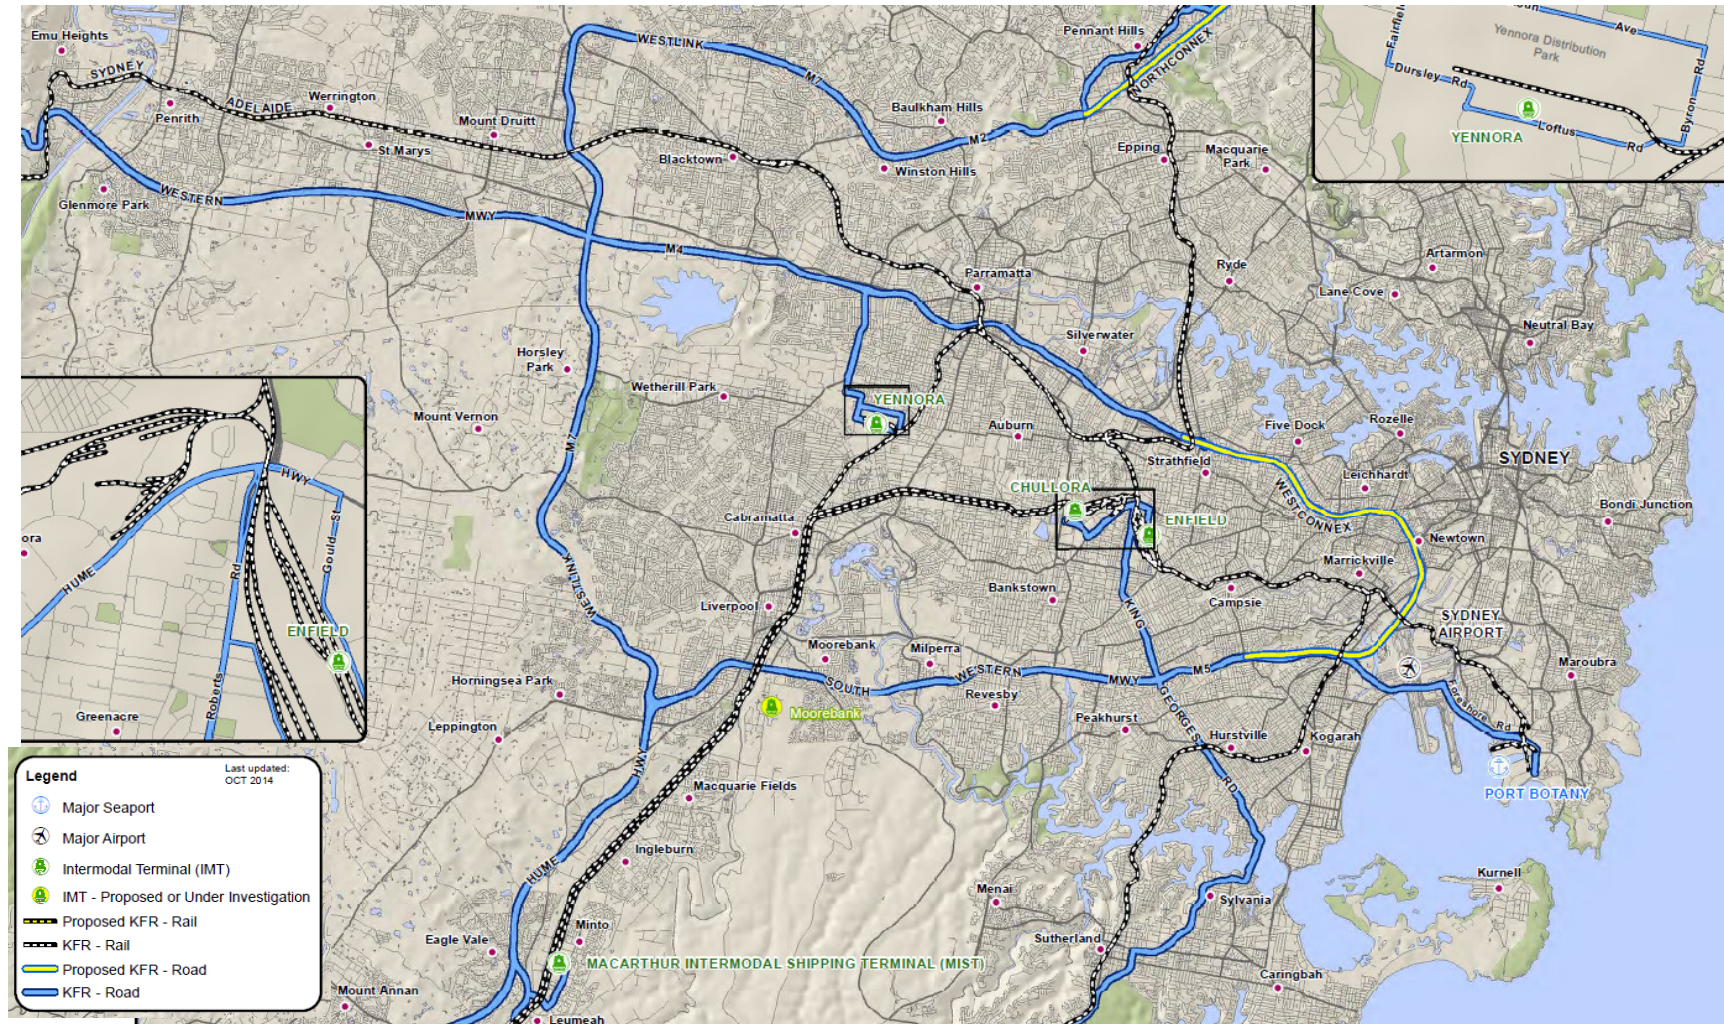 Emu Heights
SYDNEY
ADELAIDE
Penrith
Werrington
St Marys
Mount Druitt
Glenmore Park
WESTERN
MWY
M4
WESTLINK
M7
Blacktown
Baulkham Hills
Winston Hills
M2
Pennant Hills
NORTHCONNEX
Epping
Macquarie
Park
Fairfield
Ave
Yennora Distribution
Park
Dursley Rd
Loftus
Rd
Byron Rd
YENNORA
Artarmon
Ryde
Lane Cove
Neutral Bay
Parramatta
Silverwater
Horsley
Park
Wetherill Park
Mount Vernon
M7
YENNORA
Auburn
Five Dock
Rozelle
Strathfield
Leichhardt
SYDNEY
Bondi Junction
WESTCONNEX
Newtown
CHULLORA
ENFIELD
Cabramatta
Marrickville
Bankstown
Campsie
KING
GEORGES
RD
SYDNEY
AIRPORT
Maroubra
WESTLINK
Liverpool
Moorebank
Milperra
SOUTH
WESTERN
MWY
M5
Revesby
Horningsea Park
Leppington
Moorebank
Peakhurst
Hurstville
Kogarah
Foreshore Rd
PORT BOTANY
HWY
HUME
Macquarie Fields
Ingleburn
Menai
Sylvania
Kurnell
Minto
Eagle Vale
MACARTHUR INTERMODAL SHIPPING TERMINAL (MIST)
Sutherland
Caringbah
Mount Annan
Leumeah
HWY
HUME
Rd
Gould St
ENFIELD
Roberts
Greenacre
ora
Legend
Last updated:
OCT 2014
Major Seaport
Major Airport
Intermodal Terminal (IMT)
IMT - Proposed or Under Investigation
Proposed KFR - Rail
KFR - Rail
Proposed KFR - Road
KFR - Road